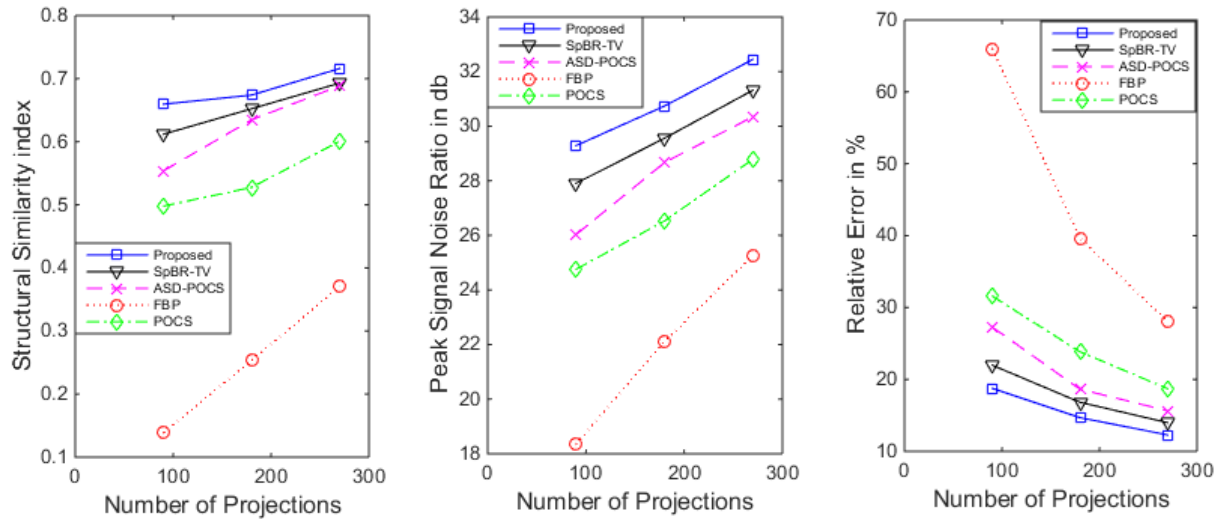 0.8
0.7
0.6
0.5
0.4
0.3
0.2
0.1
Structural Similarity index
Proposed
SpBR-TV
ASD-POCS
FBP
POCS
0 100 200 300
Number of Projections
34
32
30
28
26
24
22
20
18
Peak Signal Noise Ratio in db
Proposed
SpBR-TV
ASD-POCS
FBP
POCS
0 100 200 300
Number of Projections
70
60
50
40
30
20
10
Relative Error in %
Proposed
SpBR-TV
ASD-POCS
FBP
POCS
0 100 200 300
Number of Projections